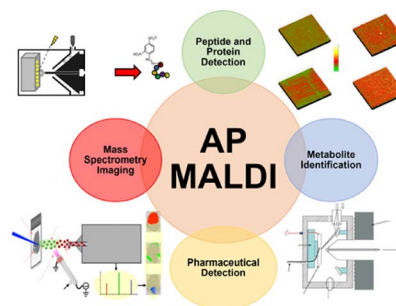 Peptide and
Protein
Detection
AP
MALDI
Mass
Spectrometry
Imaging
Metabolite
Identification
Pharmaceutical
Detection